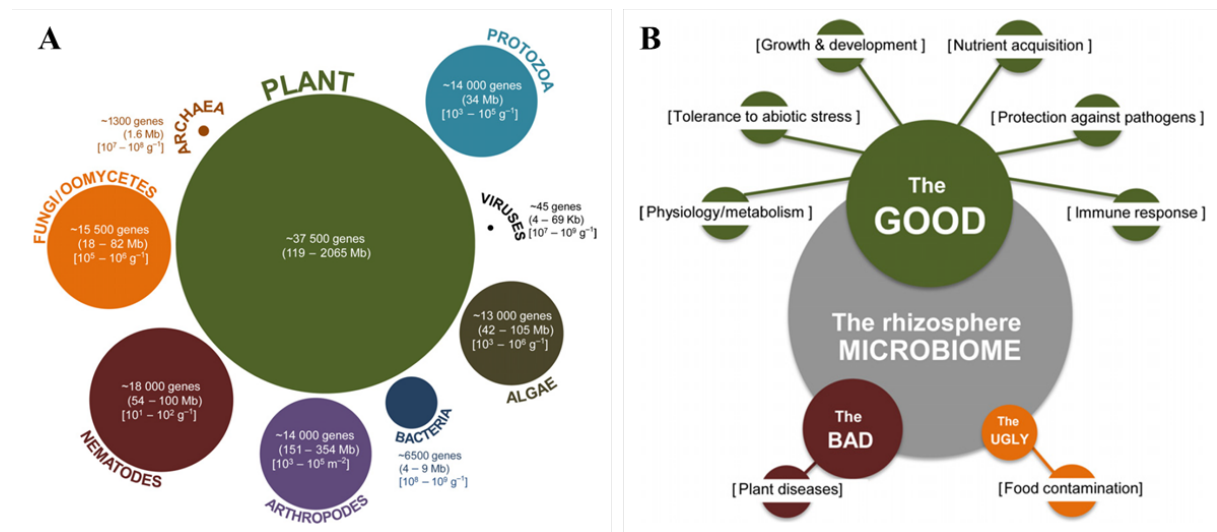 A
PLANT
~37 500 genes
(119 – 2065 Mb)
PROTOZOA
~14 000 genes
(34 Mb)
[10³ – 10⁵ g⁻¹]
VIRUSES
~45 genes
(4 – 69 Kb)
[10⁷ – 10⁹ g⁻¹]
ALGAE
~13 000 genes
(42 – 105 Mb)
[10³ – 10⁶ g⁻¹]
BACTERIA
~6500 genes
(4 – 9 Mb)
[10⁸ – 10⁹ g⁻¹]
ARTHROPODES
~14 000 genes
(151 – 354 Mb)
[10³ – 10⁵ m⁻²]
NEMATODES
~18 000 genes
(54 – 100 Mb)
[10¹ – 10² g⁻¹]
FUNGI/OOMYCETES
~15 500 genes
(18 – 82 Mb)
[10⁵ – 10⁶ g⁻¹]
ARCHAEA
~1300 genes
(1.6 Mb)
[10⁷ – 10⁸ g⁻¹]
B
[Growth & development ]
[Nutrient acquisition ]
[Tolerance to abiotic stress ]
[Protection against pathogens ]
[ Physiology/metabolism ]
[ Immune response ]
The
GOOD
The rhizosphere
MICROBIOME
The
BAD
The
UGLY
[ Plant diseases]
[ Food contamination]